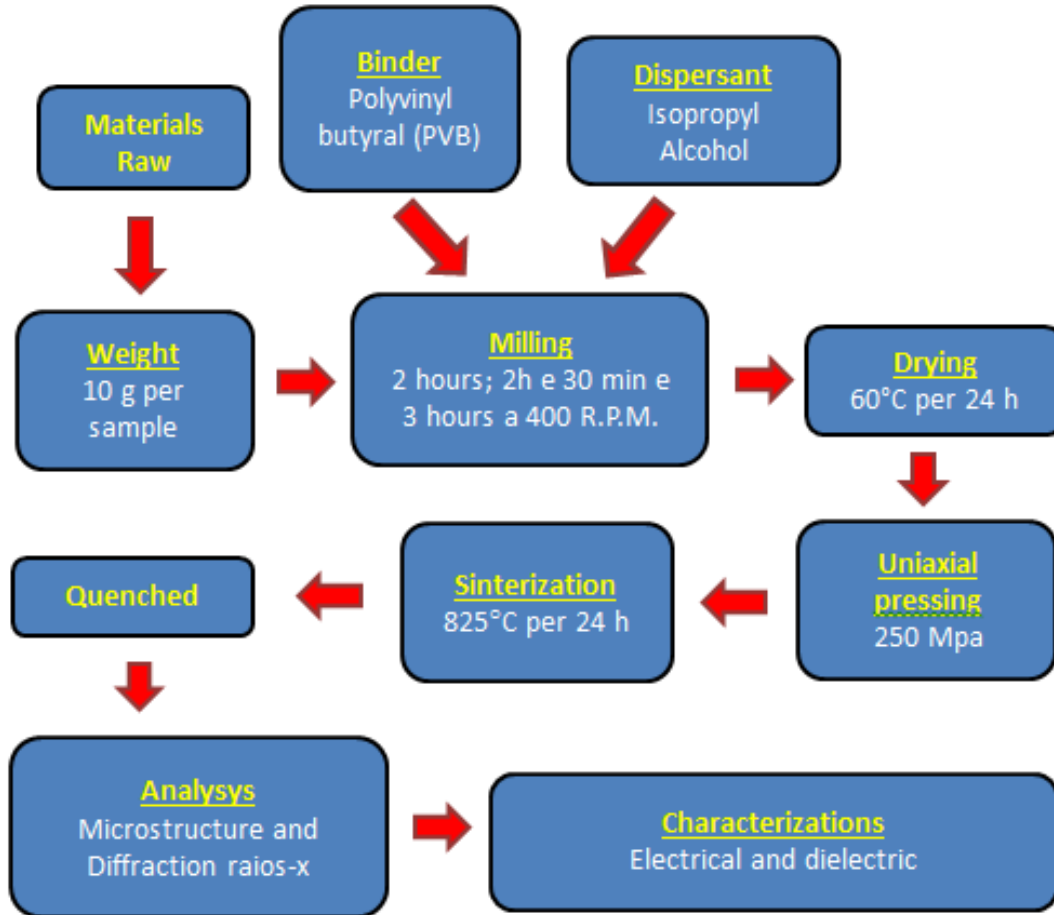 Materials
Raw
Binder
Polyvinyl
butyral (PVB)
Dispersant
Isopropyl
Alcohol
Weight
10 g per
sample
Milling
2 hours; 2h e 30 min e
3 hours a 400 R.P.M.
Drying
60°C per 24 h
Uniaxial
pressing
250 Mpa
Sinterization
825°C per 24 h
Quenched
Analysys
Microstructure and
Diffraction raios-x
Characterizations
Electrical and dielectric